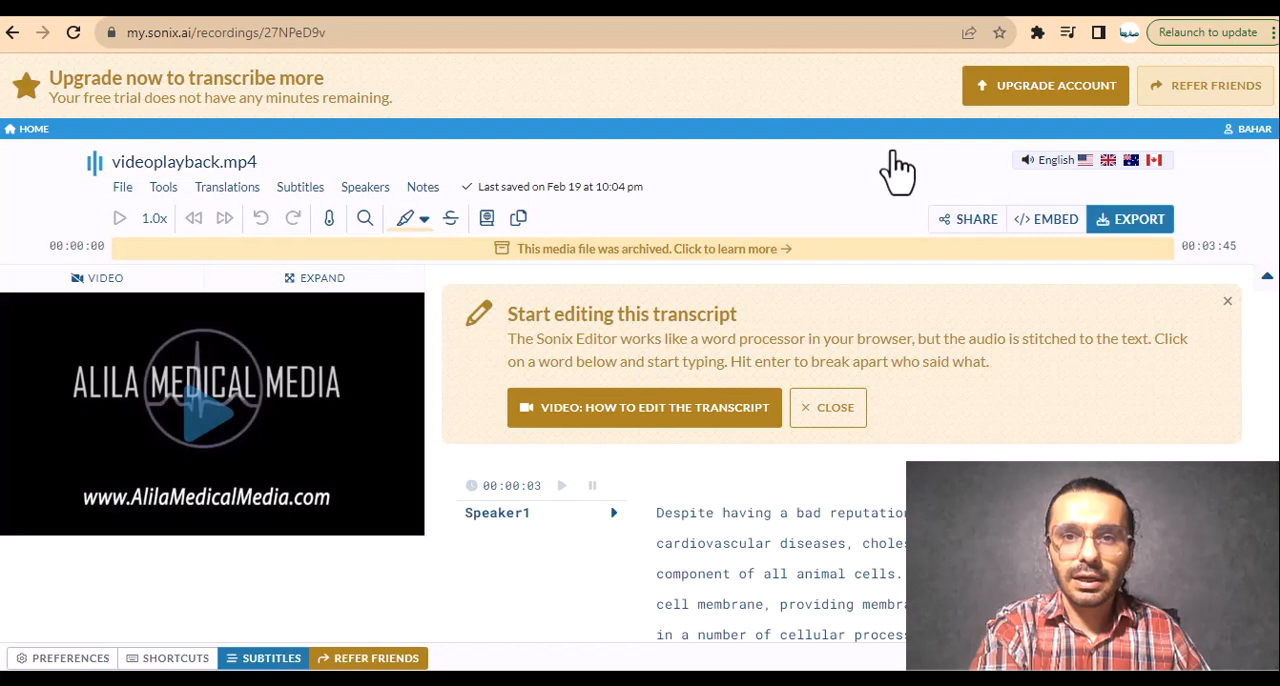 my.sonix.ai/recordings/27NPeD9v
Relaunch to update
Upgrade now to transcribe more
Your free trial does not have any minutes remaining.
UPGRADE ACCOUNT
REFER FRIENDS
HOME
BAHAR
videoplayback.mp4
English
File Tools Translations Subtitles Speakers Notes Last saved on Feb 19 at 10:04 pm
1.0x
SHARE </> EMBED EXPORT
00:00:00
This media file was archived. Click to learn more →
00:03:45
VIDEO EXPAND
Start editing this transcript
The Sonix Editor works like a word processor in your browser, but the audio is stitched to the text. Click
on a word below and start typing. Hit enter to break apart who said what.
VIDEO: HOW TO EDIT THE TRANSCRIPT
× CLOSE
ALILA MEDICAL MEDIA
www.AlilaMedicalMedia.com
00:00:03
Speaker1
Despite having a bad reputatio
cardiovascular diseases, chole
component of all animal cells.
cell membrane, providing membra
in a number of cellular proces
PREFERENCES SHORTCUTS SUBTITLES REFER FRIENDS